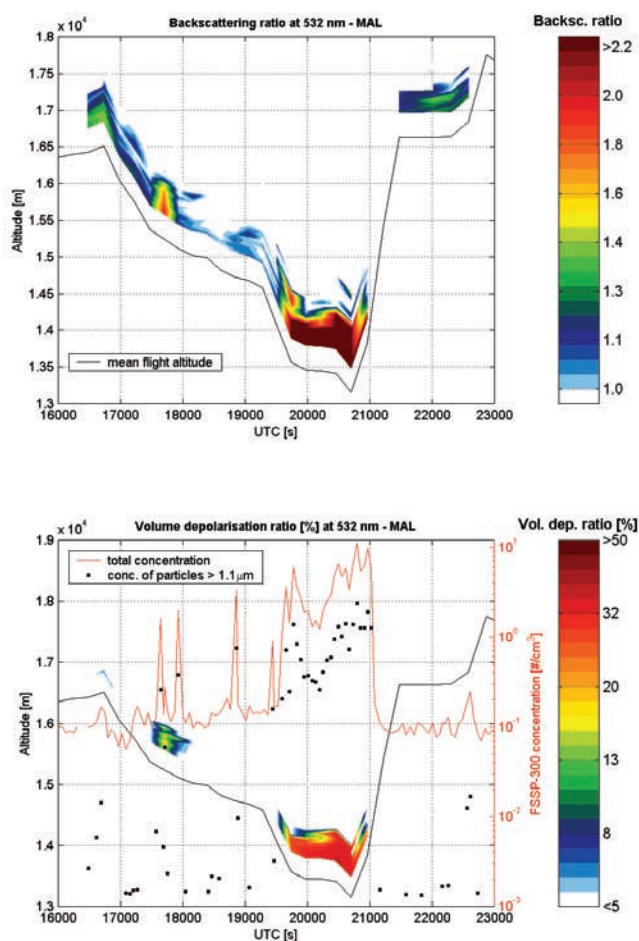 Backscattering ratio at 532 nm - MAL
Backsc. ratio
x 10⁴
1.8
1.75
1.7
1.65
1.6
1.55
1.5
1.45
1.4
1.35
1.3
Altitude [m]
mean flight altitude
16000 17000 18000 19000 20000 21000 22000 23000
UTC [s]
>2.2
2.0
1.8
1.6
1.4
1.2
1.1
1.0
Volume depolarisation ratio [%] at 532 nm - MAL
Vol. dep. ratio [%]
x 10⁴
1.9
1.8
1.7
1.6
1.5
1.4
1.3
Altitude [m]
total concentration
conc. of particles > 1.1μm
10¹
10⁰
10⁻¹
10⁻²
10⁻³
FSSP-300 concentration [#/cm³]
16000 17000 18000 19000 20000 21000 22000 23000
UTC [s]
>50
32
20
13
8
<5